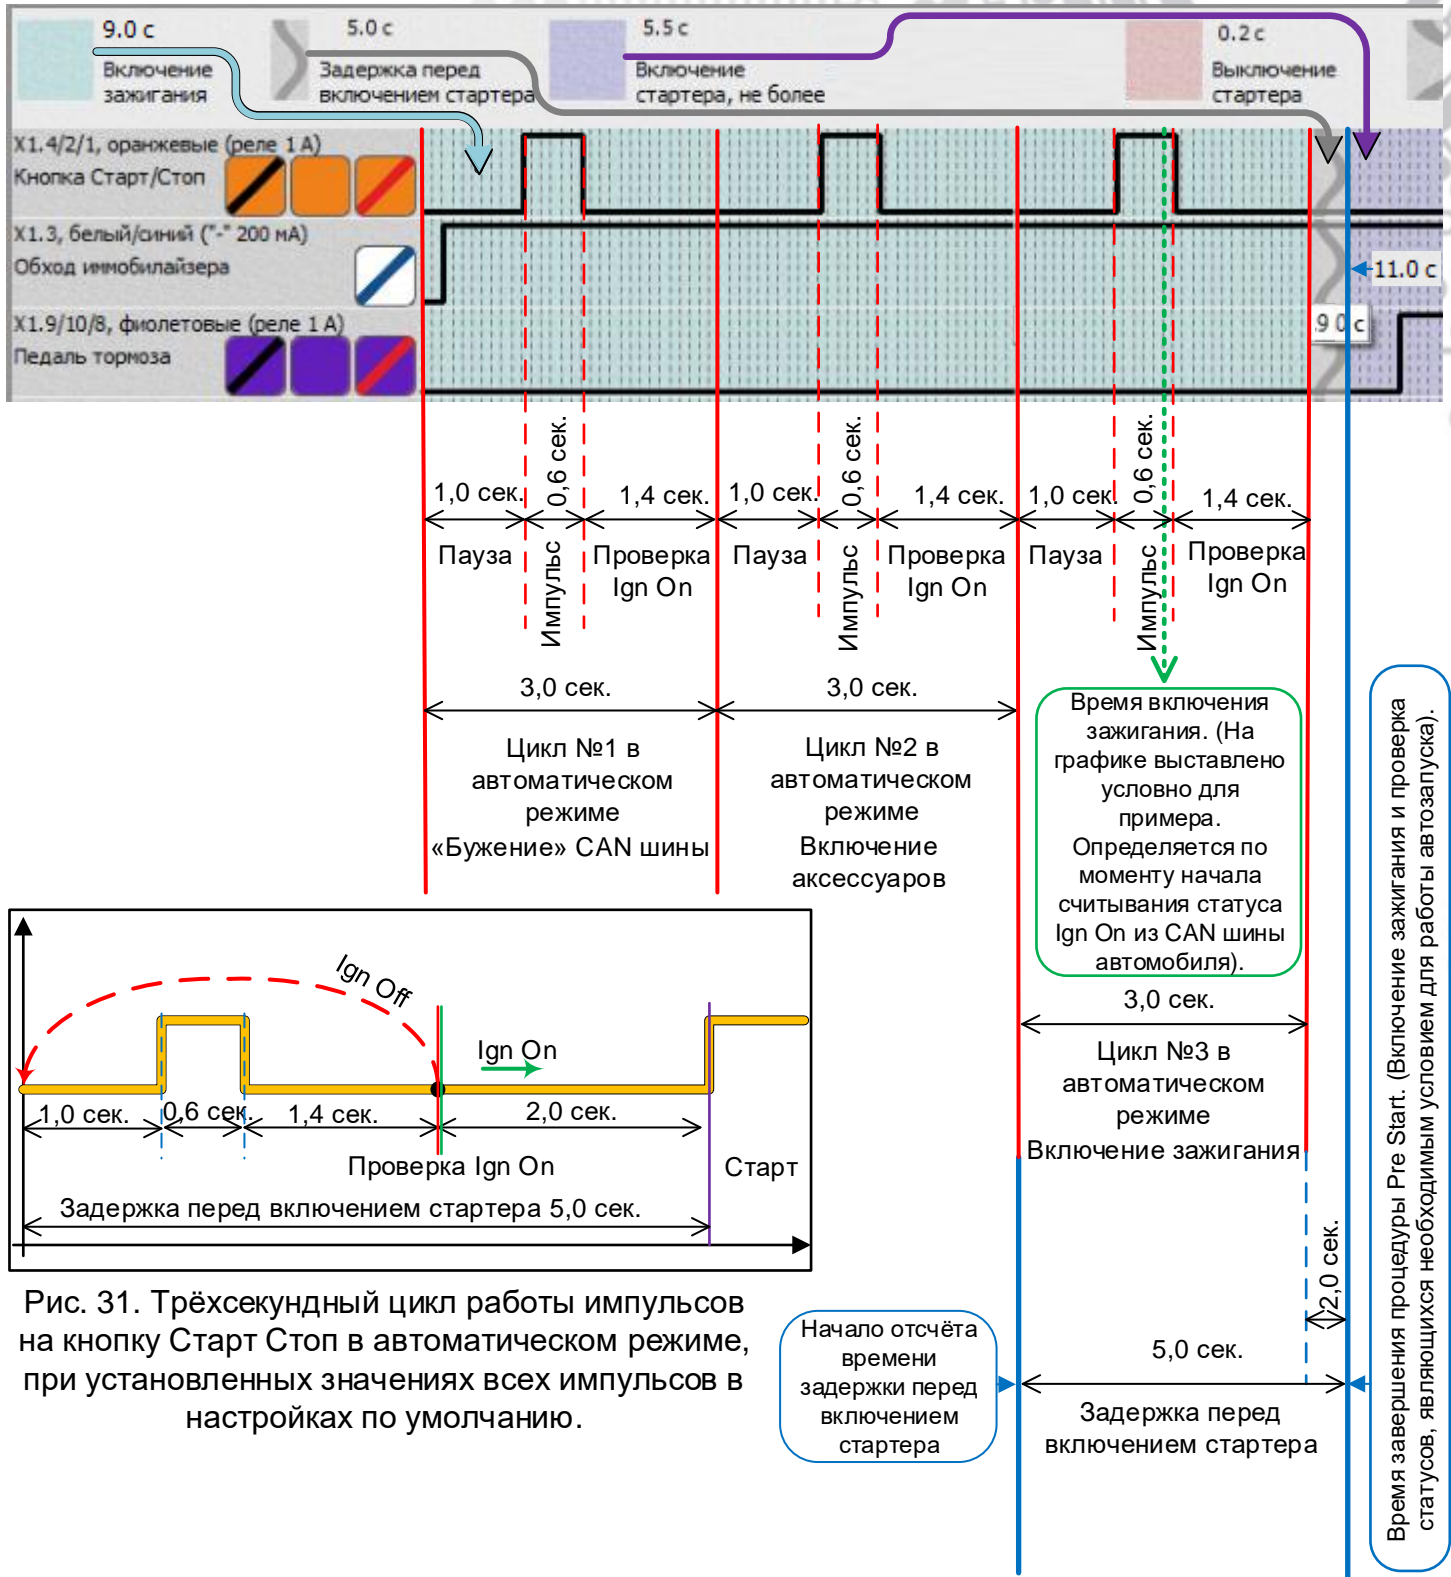 9.0 с
Включение
зажигания
5.0 с
Задержка перед
включением стартера
5.5 с
Включение
стартера, не более
0.2 с
Выключение
стартера
X1.4/2/1, оранжевые (реле 1 А)
Кнопка Старт/Стоп
X1.3, белый/синий ("-" 200 мА)
Обход иммобилайзера
11.0 с
X1.9/10/8, фиолетовые (реле 1 А)
Педаль тормоза
.9 0 с
1,0 сек.
0,6 сек.
1,4 сек.
1,0 сек.
0,6 сек.
1,4 сек.
1,0 сек.
0,6 сек.
1,4 сек.
Пауза
Импульс
Проверка
Ign On
Пауза
Импульс
Проверка
Ign On
Пауза
Импульс
Проверка
Ign On
3,0 сек.
Цикл №1 в
автоматическом
режиме
«Бужение» CAN шины
3,0 сек.
Цикл №2 в
автоматическом
режиме
Включение
аксессуаров
Время включения
зажигания. (На
графике выставлено
условно для
примера.
Определяется по
моменту начала
считывания статуса
Ign On из CAN шины
автомобиля).
3,0 сек.
Цикл №3 в
автоматическом
режиме
Включение зажигания
2,0 сек.
5,0 сек.
Задержка перед
включением стартера
Начало отсчёта
времени
задержки перед
включением
стартера
Время завершения процедуры Pre Start. (Включение зажигания и проверка
статусов, являющихся необходимым условием для работы автозапуска).
Ign Off
Ign On
1,0 сек.
0,6 сек.
1,4 сек.
2,0 сек.
Проверка Ign On
Старт
Задержка перед включением стартера 5,0 сек.
Рис. 31. Трёхсекундный цикл работы импульсов
на кнопку Старт Стоп в автоматическом режиме,
при установленных значениях всех импульсов в
настройках по умолчанию.